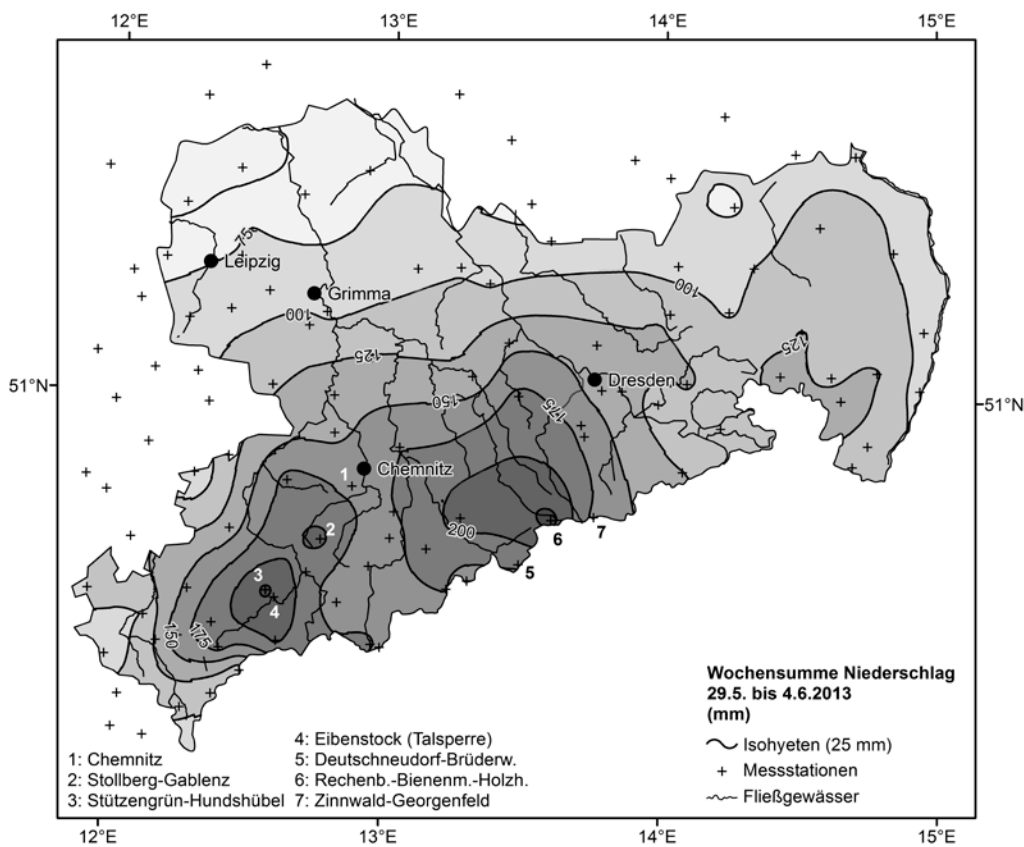 12°E 13°E 14°E 15°E
75
Leipzig
Grimma
100
100
125
125
51°N
Dresden
51°N
150
175
Chemnitz
1
2
200
6 7
3
5
4
150 175
Wochensumme Niederschlag
29.5. bis 4.6.2013
(mm)
Isohyeten (25 mm)
Messstationen
Fließgewässer
1: Chemnitz
2: Stollberg-Gablenz
3: Stützengrün-Hundshübel
4: Eibenstock (Talsperre)
5: Deutschneudorf-Brüderw.
6: Rechenb.-Bienenm.-Holzh.
7: Zinnwald-Georgenfeld
12°E 13°E 14°E 15°E